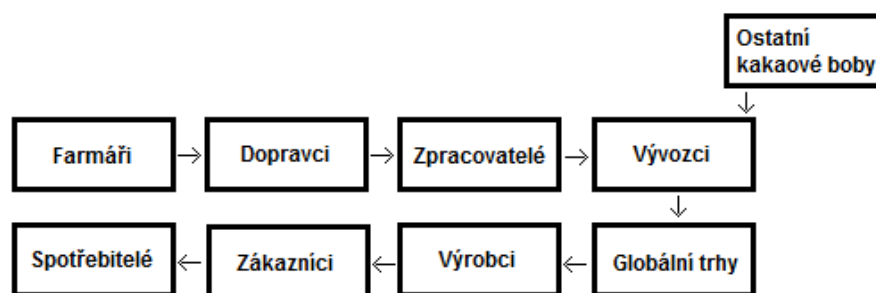 Ostatní
kakaové boby
Farmáři
Dopravci
Zpracovatelé
Vývozci
Spotřebitelé
Zákazníci
Výrobci
Globální trhy